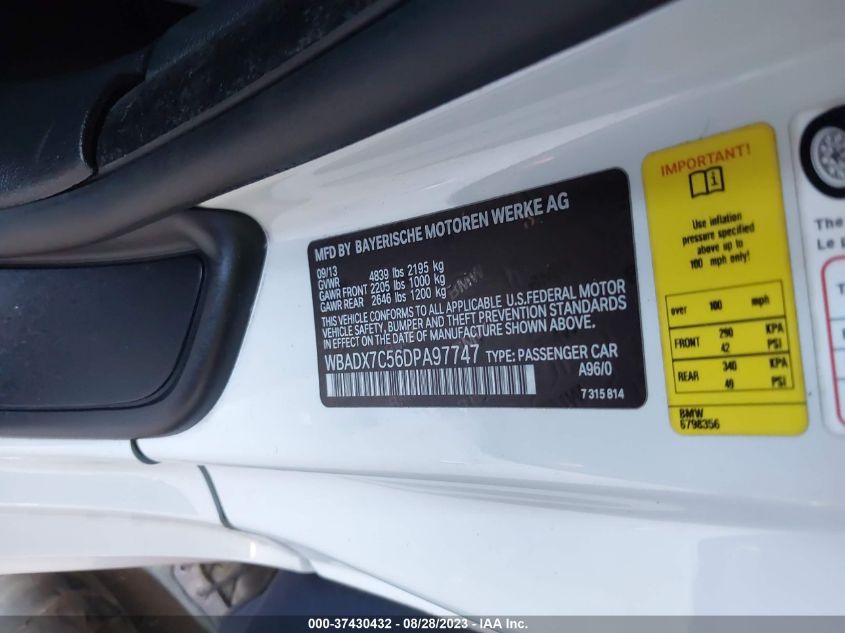 MFD BY BAYERISCHE MOTOREN WERKE AG
09/13
GVWR 4839 lbs 2195 kg
GAWR FRONT 2205 lbs 1000 kg
GAWR REAR 2646 lbs 1200 kg
THIS VEHICLE CONFORMS TO ALL APPLICABLE U.S.FEDERAL MOTOR
VEHICLE SAFETY, BUMPER AND THEFT PREVENTION STANDARDS
IN EFFECT ON THE DATE OF MANUFACTURE SHOWN ABOVE.
WBADX7C56DPA97747 TYPE: PASSENGER CAR
A96/0
7 315 814
IMPORTANT!
i
Use inflation
pressure specified
above up to
100 mph only!
over 100 mph
FRONT 290 KPA
42 PSI
REAR 340 KPA
49 PSI
BMW
6798356
The
Le p
000-37430432 - 08/28/2023 - IAA Inc.